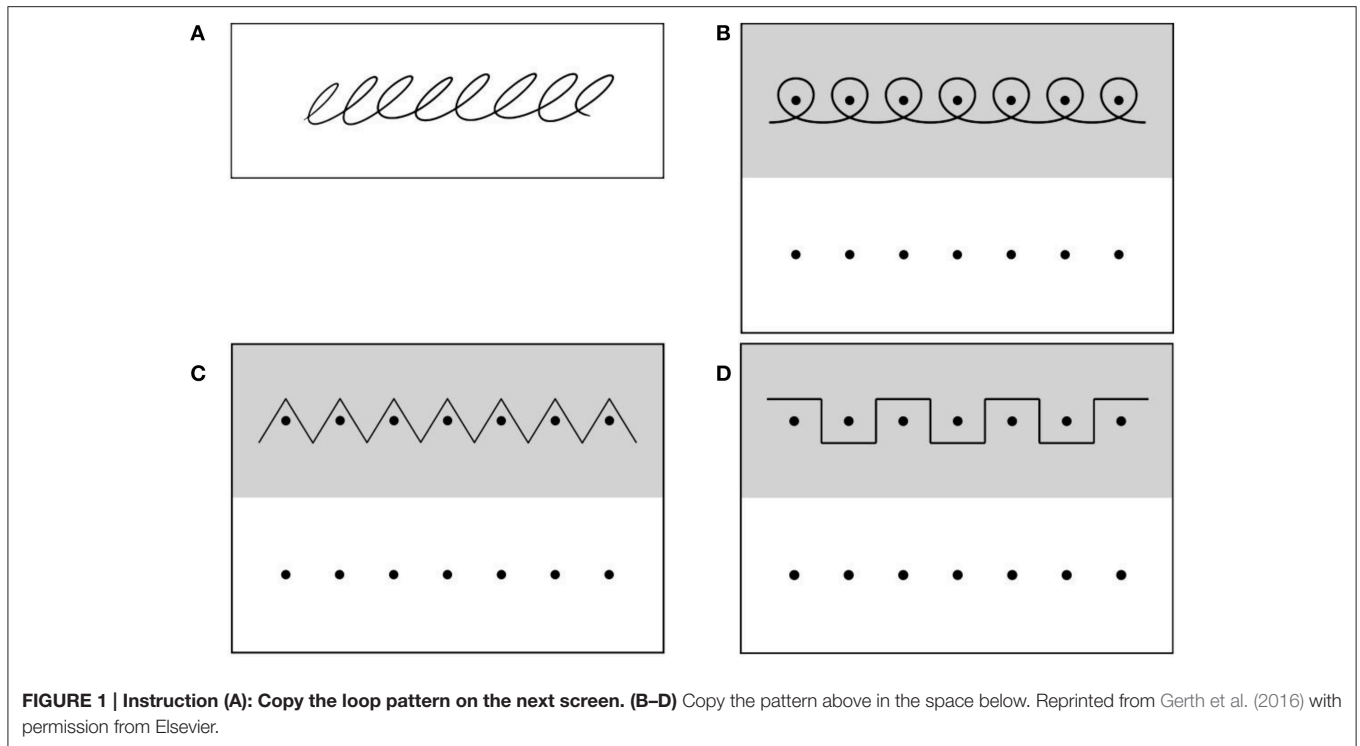 A
B
C
D
FIGURE 1 | Instruction (A): Copy the loop pattern on the next screen. (B–D) Copy the pattern above in the space below. Reprinted from Gerth et al. (2016) with
permission from Elsevier.